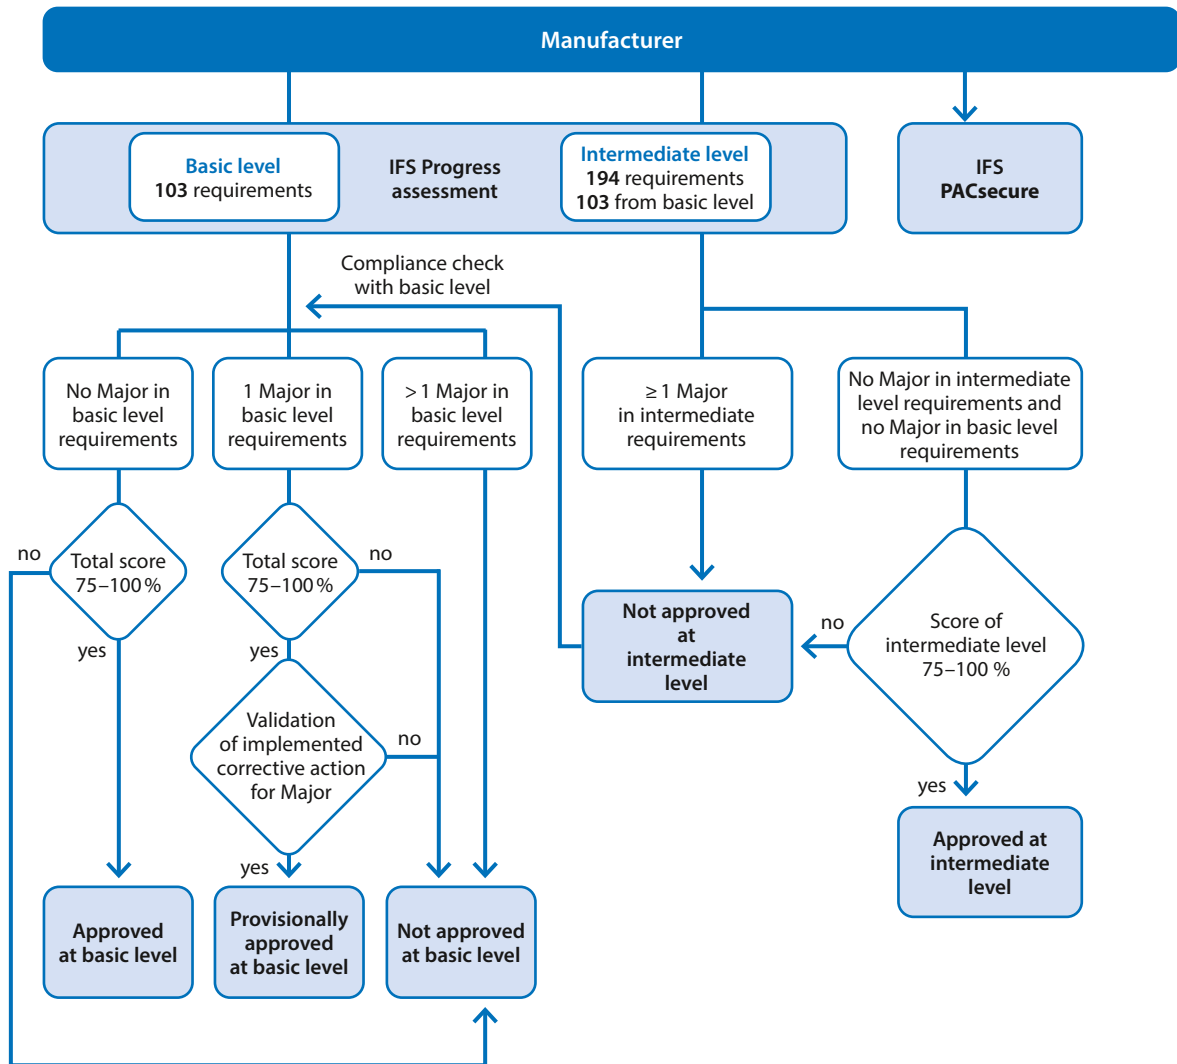 Manufacturer
Basic level
103 requirements
IFS Progress
assessment
Intermediate level
194 requirements
103 from basic level
IFS
PACsecure
Compliance check
with basic level
No Major in
basic level
requirements
1 Major in
basic level
requirements
> 1 Major in
basic level
requirements
≥ 1 Major
in intermediate
requirements
No Major in intermediate
level requirements and
no Major in basic level
requirements
no
Total score
75–100 %
yes
Total score
75–100 %
no
yes
Validation
of implemented
corrective action
for Major
no
yes
Not approved
at
intermediate
level
no
Score of
intermediate level
75–100 %
yes
Approved at
intermediate
level
Approved
at basic level
Provisionally
approved
at basic level
Not approved
at basic level